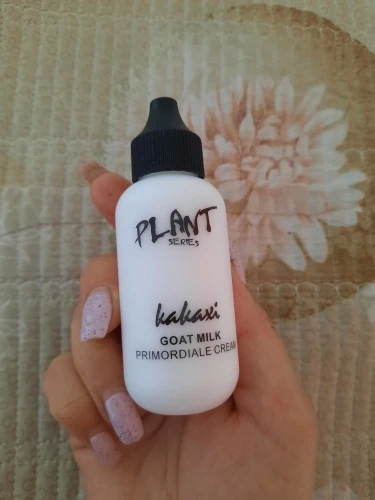 PLANT
SERIES
kakaxi
GOAT MILK
PRIMORDIALE CREAM